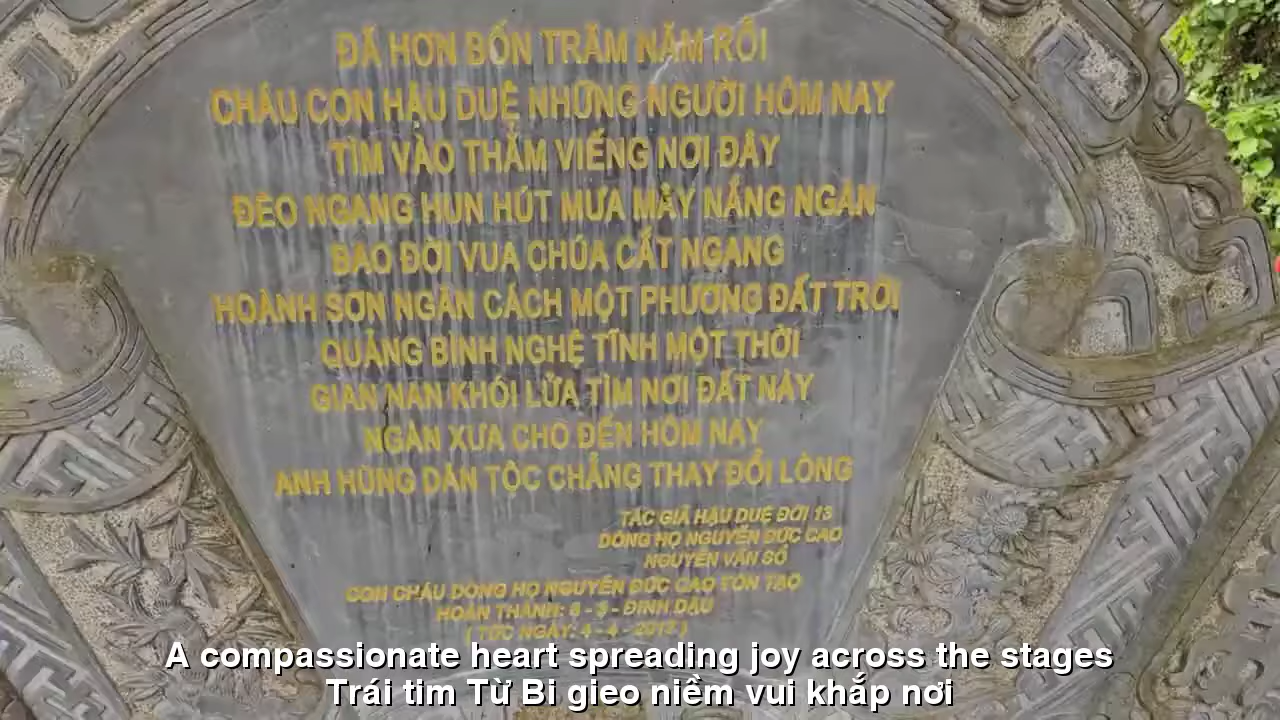 ĐÃ HƠN BỐN TRĂM NĂM RỒI
CHÁU CON HẬU DUỆ NHỮNG NGƯỜI HÔM NAY
TÌM VÀO THĂM VIẾNG NƠI ĐÂY
ĐÈO NGANG HUN HÚT MƯA MÂY NẮNG NGÀN
BAO ĐỜI VUA CHÚA CẮT NGANG
HOÀNH SƠN NGĂN CÁCH MỘT PHƯƠNG ĐẤT TRỜI
QUẢNG BÌNH NGHỆ TĨNH MỘT THỜI
GIAN NAN KHÓI LỬA TÌM NƠI ĐẤT NÀY
NGÀN XƯA CHO ĐẾN HÔM NAY
ANH HÙNG DÂN TỘC CHẲNG THAY ĐỔI LÒNG
TÁC GIẢ HẬU DUỆ ĐỜI 13
DÒNG HỌ NGUYỄN ĐỨC CAO
NGUYỄN VĂN SỔ
CON CHÁU DÒNG HỌ NGUYỄN ĐỨC CAO TÔN TẠO
HOÀN THÀNH: 8 - 3 - ĐINH DẬU
( TỨC NGÀY: 4 - 4 - 2017 )
A compassionate heart spreading joy across the stages
Trái tim Từ Bi gieo niềm vui khắp nơi